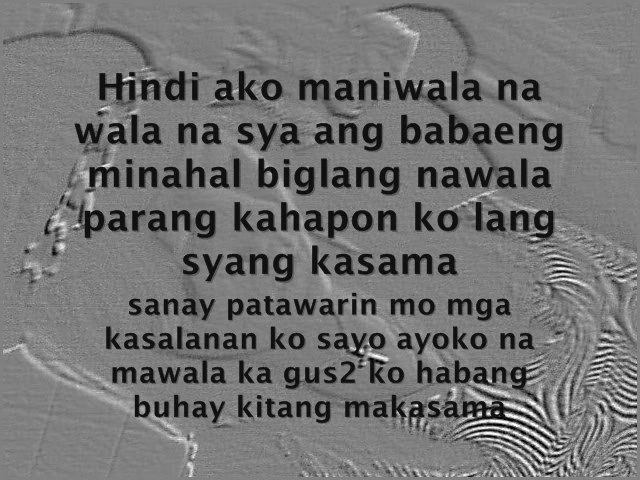 Hindi ako maniwala na
wala na sya ang babaeng
minahal biglang nawala
parang kahapon ko lang
syang kasama
sanay patawarin mo mga
kasalanan ko sayo ayoko na
mawala ka gus2 ko habang
buhay kitang makasama